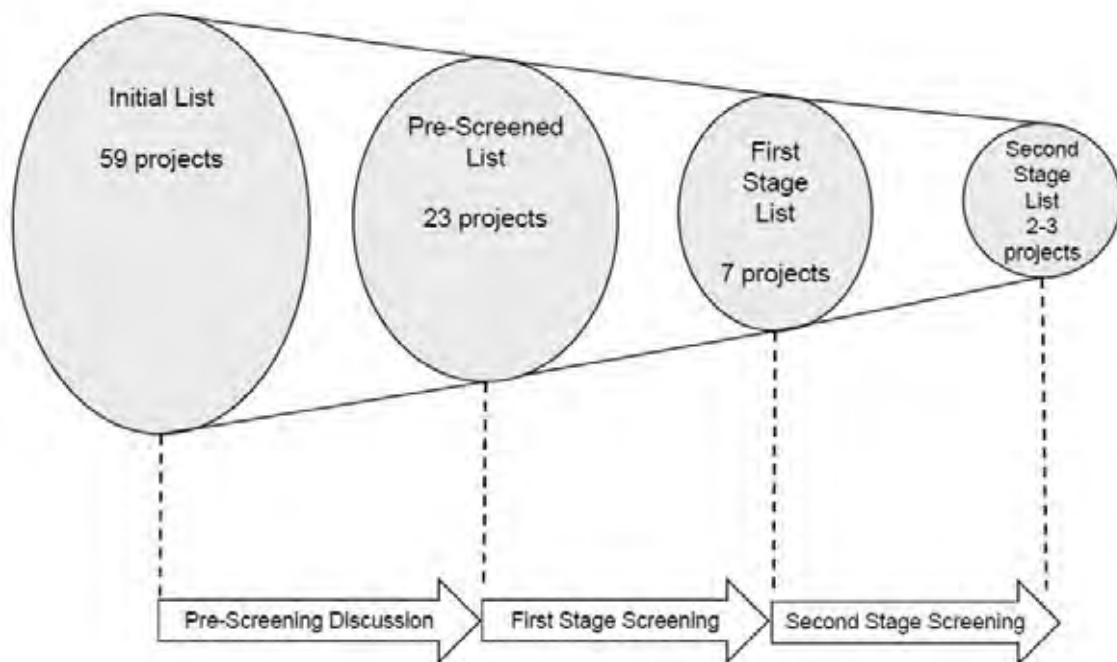 Initial List
59 projects
Pre-Screened
List
23 projects
First
Stage
List
7 projects
Second
Stage
List
2-3
projects
Pre-Screening Discussion
First Stage Screening
Second Stage Screening